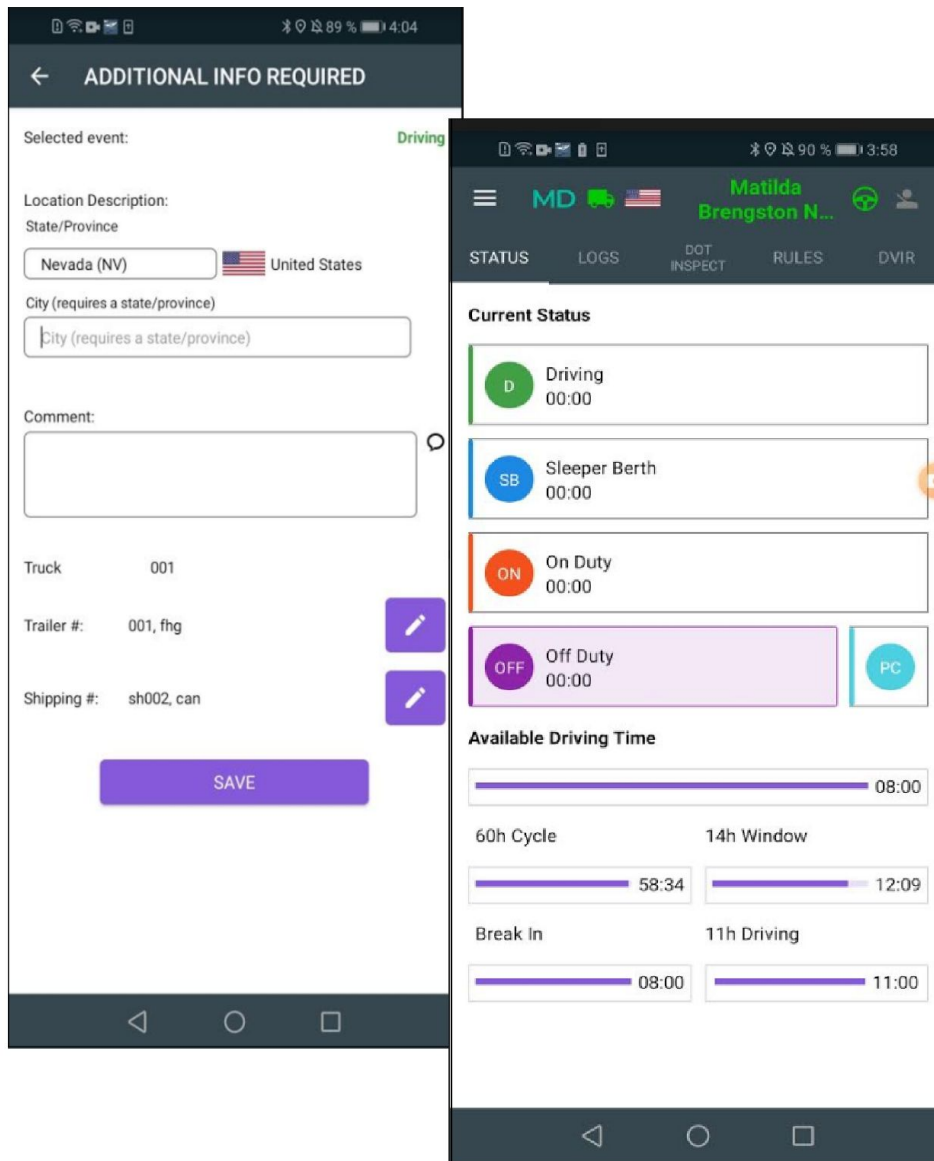 89 % 4:04
ADDITIONAL INFO REQUIRED
Selected event: Driving
Location Description:
State/Province
Nevada (NV) United States
City (requires a state/province)
City (requires a state/province)
Comment:
Truck 001
Trailer #: 001, fhg
Shipping #: sh002, can
SAVE
90 % 3:58
MD Matilda
Brengston N...
STATUS LOGS DOT INSPECT RULES DVIR
Current Status
D Driving
00:00
SB Sleeper Berth
00:00
ON On Duty
00:00
OFF Off Duty
00:00
PC
Available Driving Time
08:00
60h Cycle 14h Window
58:34 12:09
Break In 11h Driving
08:00 11:00